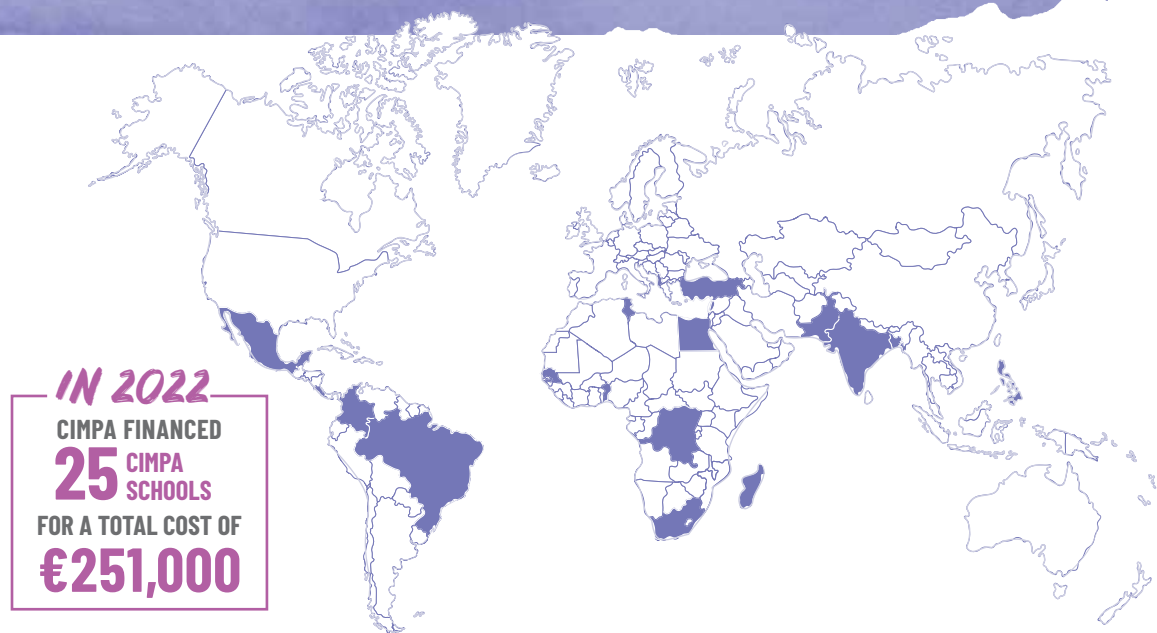 IN 2022
CIMPA FINANCED
25 CIMPA SCHOOLS
FOR A TOTAL COST OF
€251,000